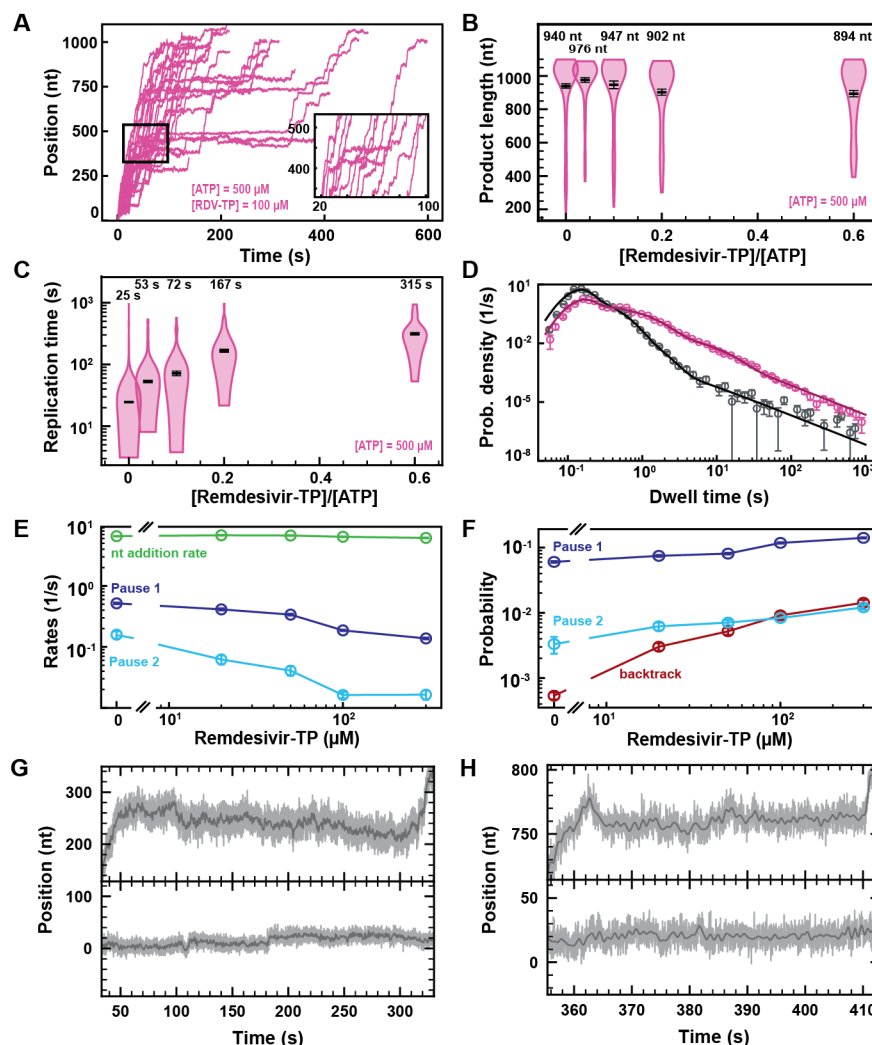 A
1000
750
500
250
0
Position (nt)
0
200
400
600
Time (s)
[ATP] = 500 µM
[RDV-TP] = 100 µM
500
400
20
100
B
940 nt
976 nt
947 nt
902 nt
894 nt
1000
800
600
400
200
Product length (nt)
[ATP] = 500 µM
0
0.2
0.4
0.6
[Remdesivir-TP]/[ATP]
C
25 s
53 s
72 s
167 s
315 s
10³
10²
10¹
Replication time (s)
[ATP] = 500 µM
0
0.2
0.4
0.6
[Remdesivir-TP]/[ATP]
D
10¹
10⁻²
10⁻⁵
10⁻⁸
Prob. density (1/s)
10⁻¹
10⁰
10¹
10²
10³
Dwell time (s)
E
10¹
10⁰
10⁻¹
Rates (1/s)
nt addition rate
Pause 1
Pause 2
0
10¹
10²
Remdesivir-TP (µM)
F
10⁻¹
10⁻²
10⁻³
Probability
Pause 1
Pause 2
backtrack
0
10¹
10²
Remdesivir-TP (µM)
G
300
200
100
0
Position (nt)
50
100
150
200
250
300
Time (s)
H
800
750
50
0
Position (nt)
360
370
380
390
400
410
Time (s)